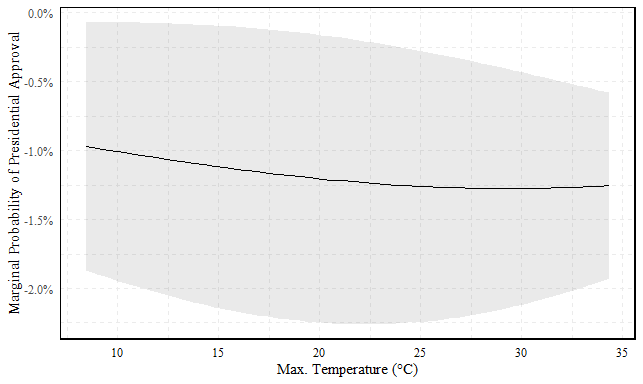 Marginal Probability of Presidential Approval
0.0%
-0.5%
-1.0%
-1.5%
-2.0%
10 15 20 25 30 35
Max. Temperature (°C)